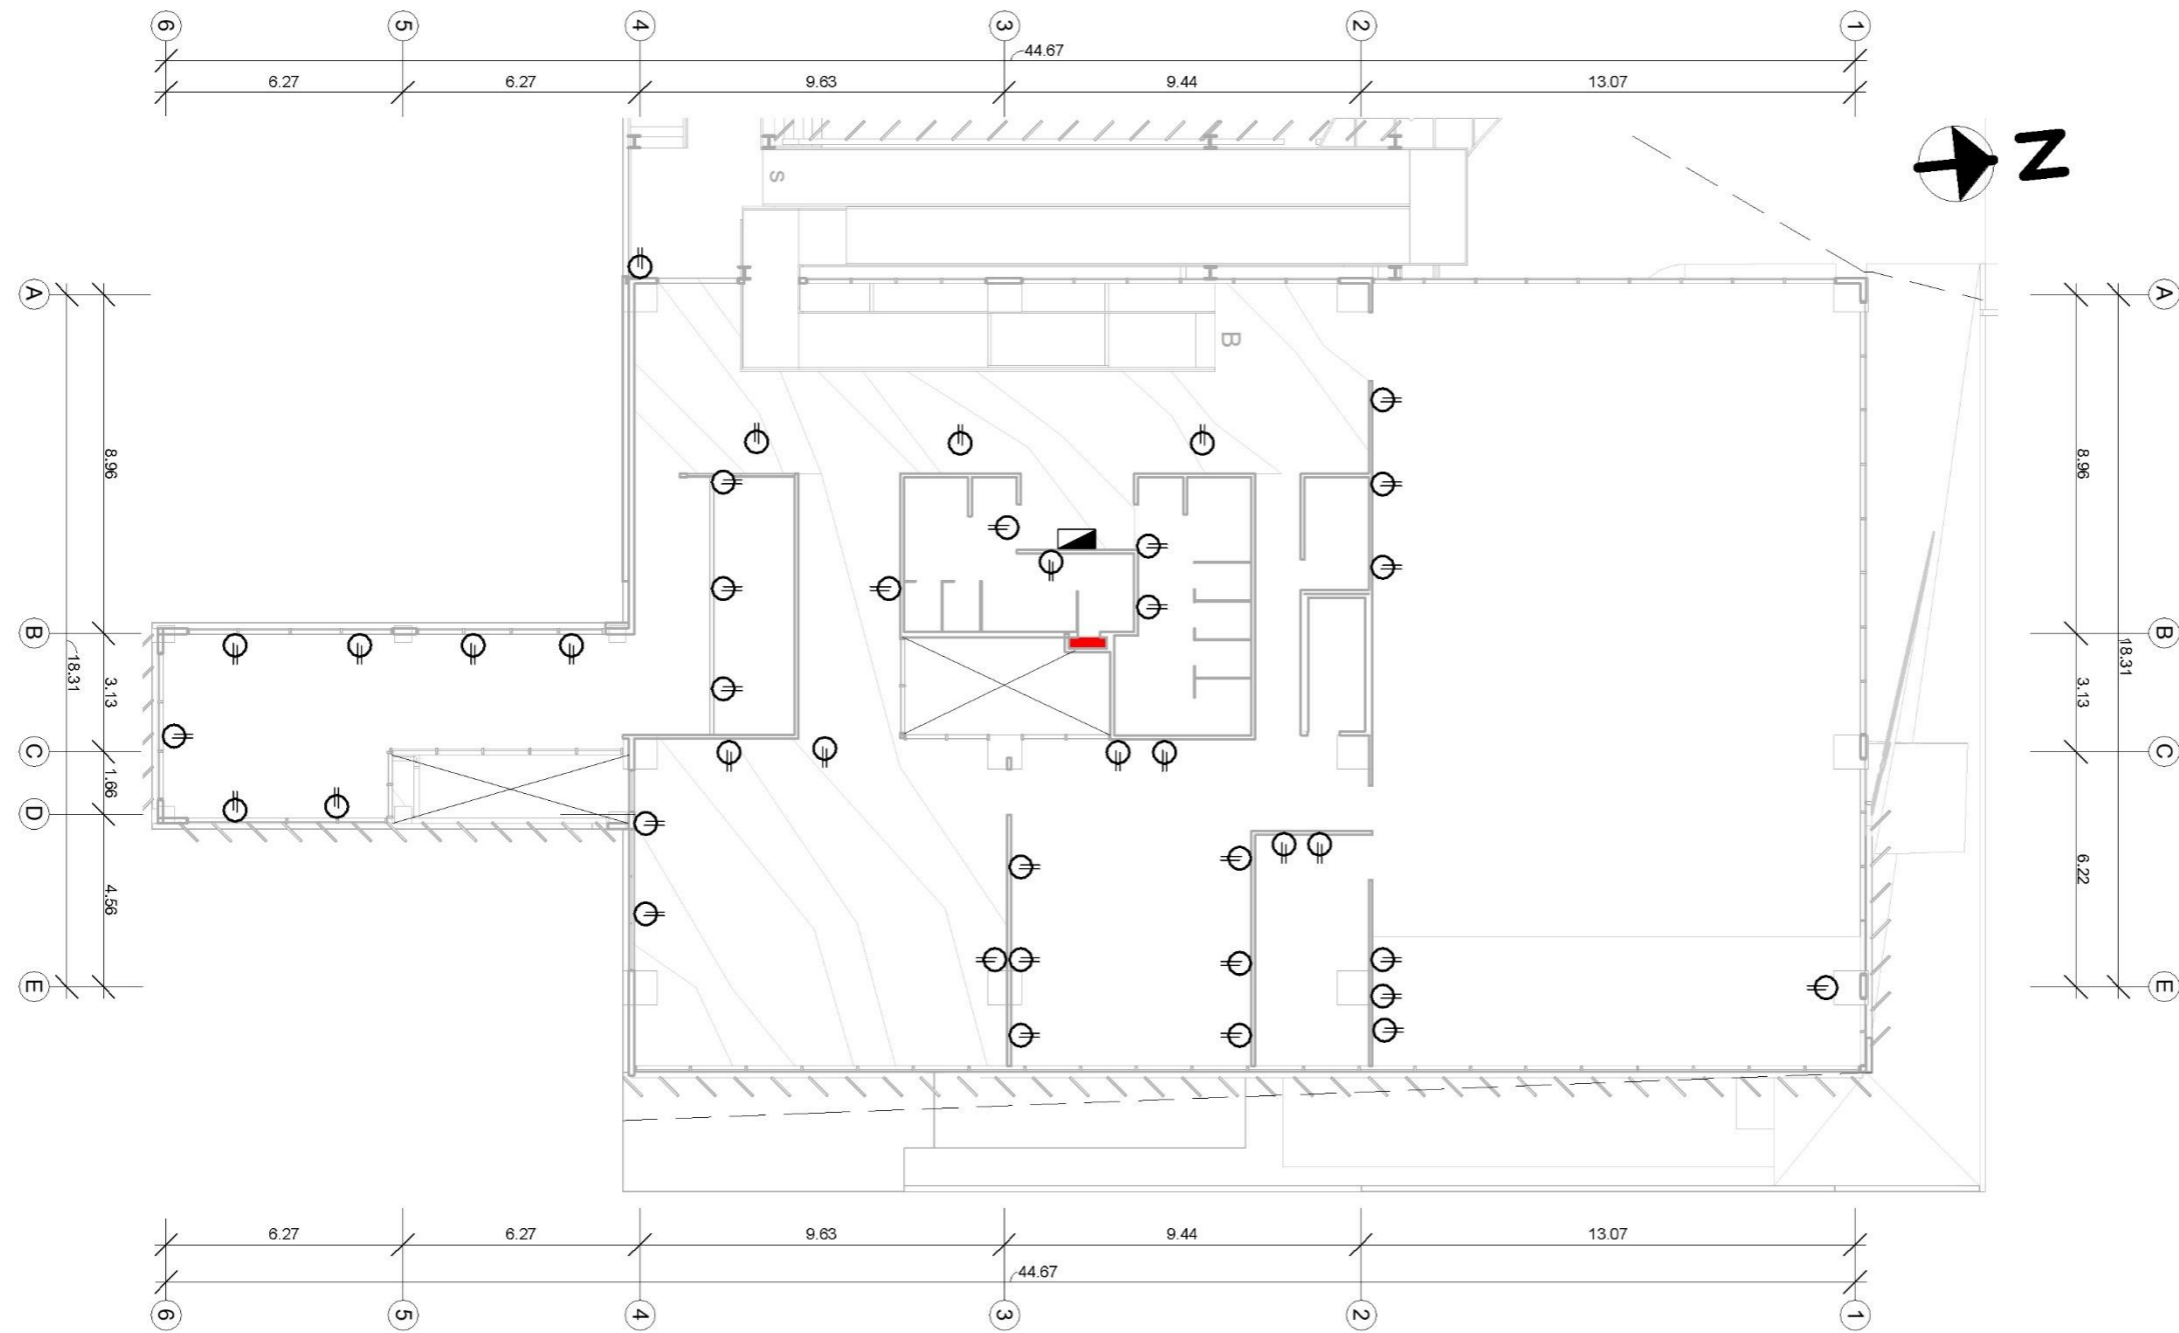 6 5 4 3 2 1
44.67
6.27 6.27 9.63 9.44 13.07
N
S
B
A A
8.96 8.96
B B
18.31 3.13 3.13 18.31
C C
1.66
D
4.56 6.22
E E
6.27 6.27 9.63 9.44 13.07
44.67
6 5 4 3 2 1